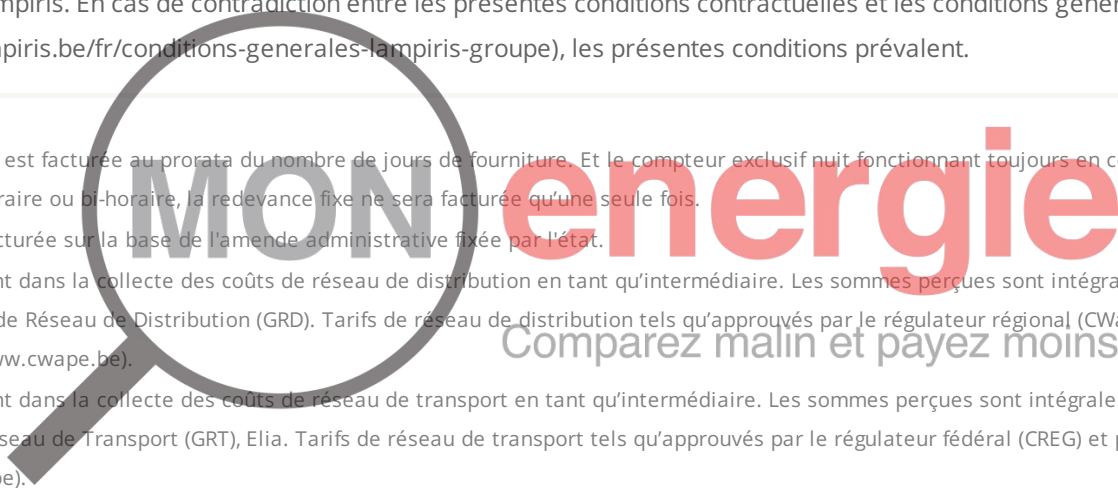 mpiris. En cas de contradiction entre les présentes conditions contractuelles et les conditions génér
piris.be/fr/conditions-generales-lampiris-groupe), les présentes conditions prévalent.
est facturée au prorata du nombre de jours de fourniture. Et le compteur exclusif nuit fonctionnant toujours en c
raire ou bi-horaire, la redevance fixe ne sera facturée qu'une seule fois.
MON energie
cturée sur la base de l'amende administrative fixée par l'état.
nt dans la collecte des coûts de réseau de distribution en tant qu'intermédiaire. Les sommes perçues sont intégra
de Réseau de Distribution (GRD). Tarifs de réseau de distribution tels qu'approuvés par le régulateur régional (CWa
Comparez malin et payez moins
ww.cwape.be).
nt dans la collecte des coûts de réseau de transport en tant qu'intermédiaire. Les sommes perçues sont intégrale
seau de Transport (GRT), Elia. Tarifs de réseau de transport tels qu'approuvés par le régulateur fédéral (CREG) et p
be).